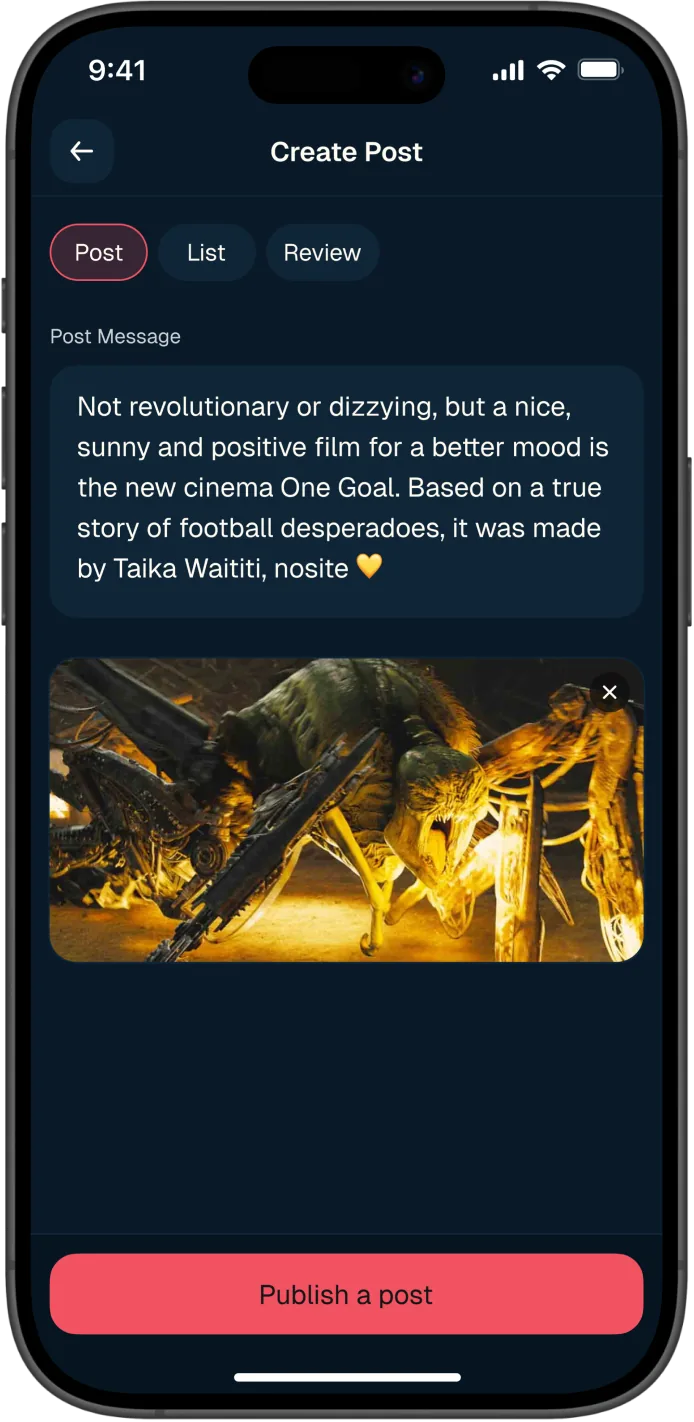 9:41
Create Post
Post
List
Review
Post Message
Not revolutionary or dizzying, but a nice,
sunny and positive film for a better mood is
the new cinema One Goal. Based on a true
story of football desperadoes, it was made
by Taika Waititi, nosite 💛
Publish a post